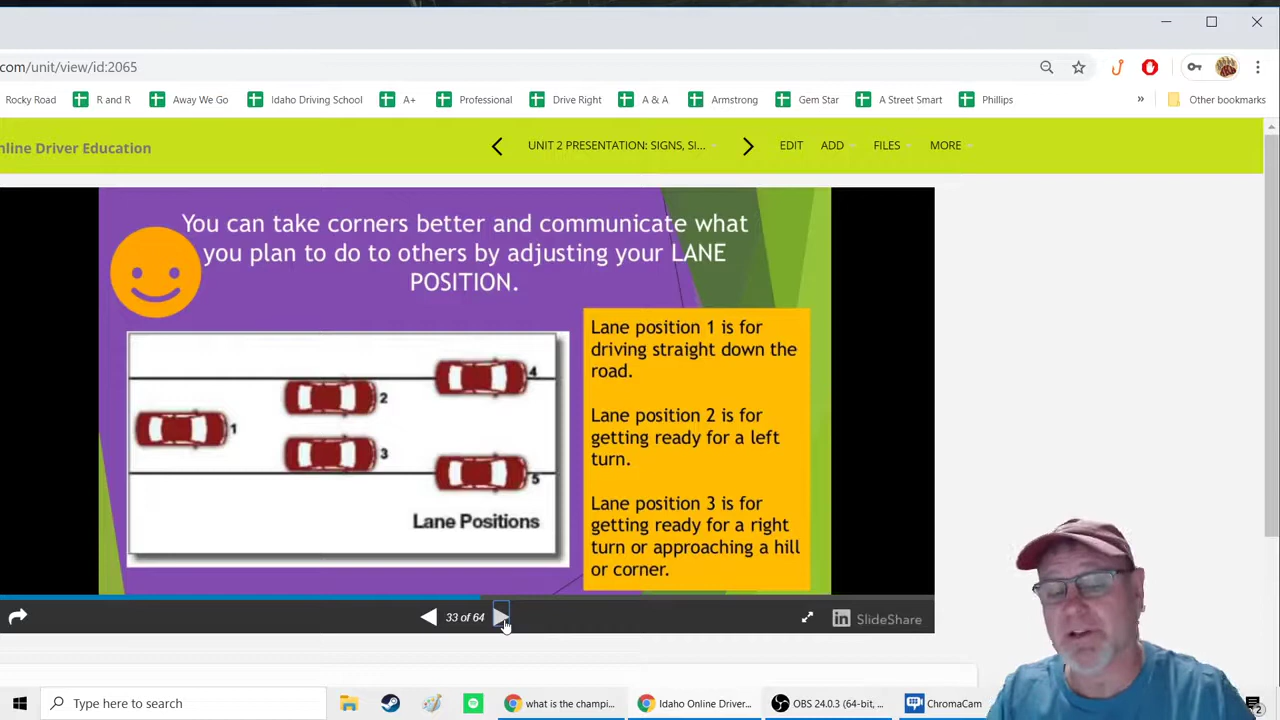 com/unit/view/id:2065
Rocky Road R and R Away We Go Idaho Driving School A+ Professional Drive Right A & A Armstrong Gem Star A Street Smart Phillips » Other bookmarks
nline Driver Education
UNIT 2 PRESENTATION: SIGNS, SI... EDIT ADD FILES MORE
You can take corners better and communicate what
you plan to do to others by adjusting your LANE
POSITION.
1
2
3
4
5
Lane Positions
Lane position 1 is for
driving straight down the
road.
Lane position 2 is for
getting ready for a left
turn.
Lane position 3 is for
getting ready for a right
turn or approaching a hill
or corner.
33 of 64
in SlideShare
Type here to search
what is the champi...
Idaho Online Driver...
OBS 24.0.3 (64-bit, ...
ChromaCam
2